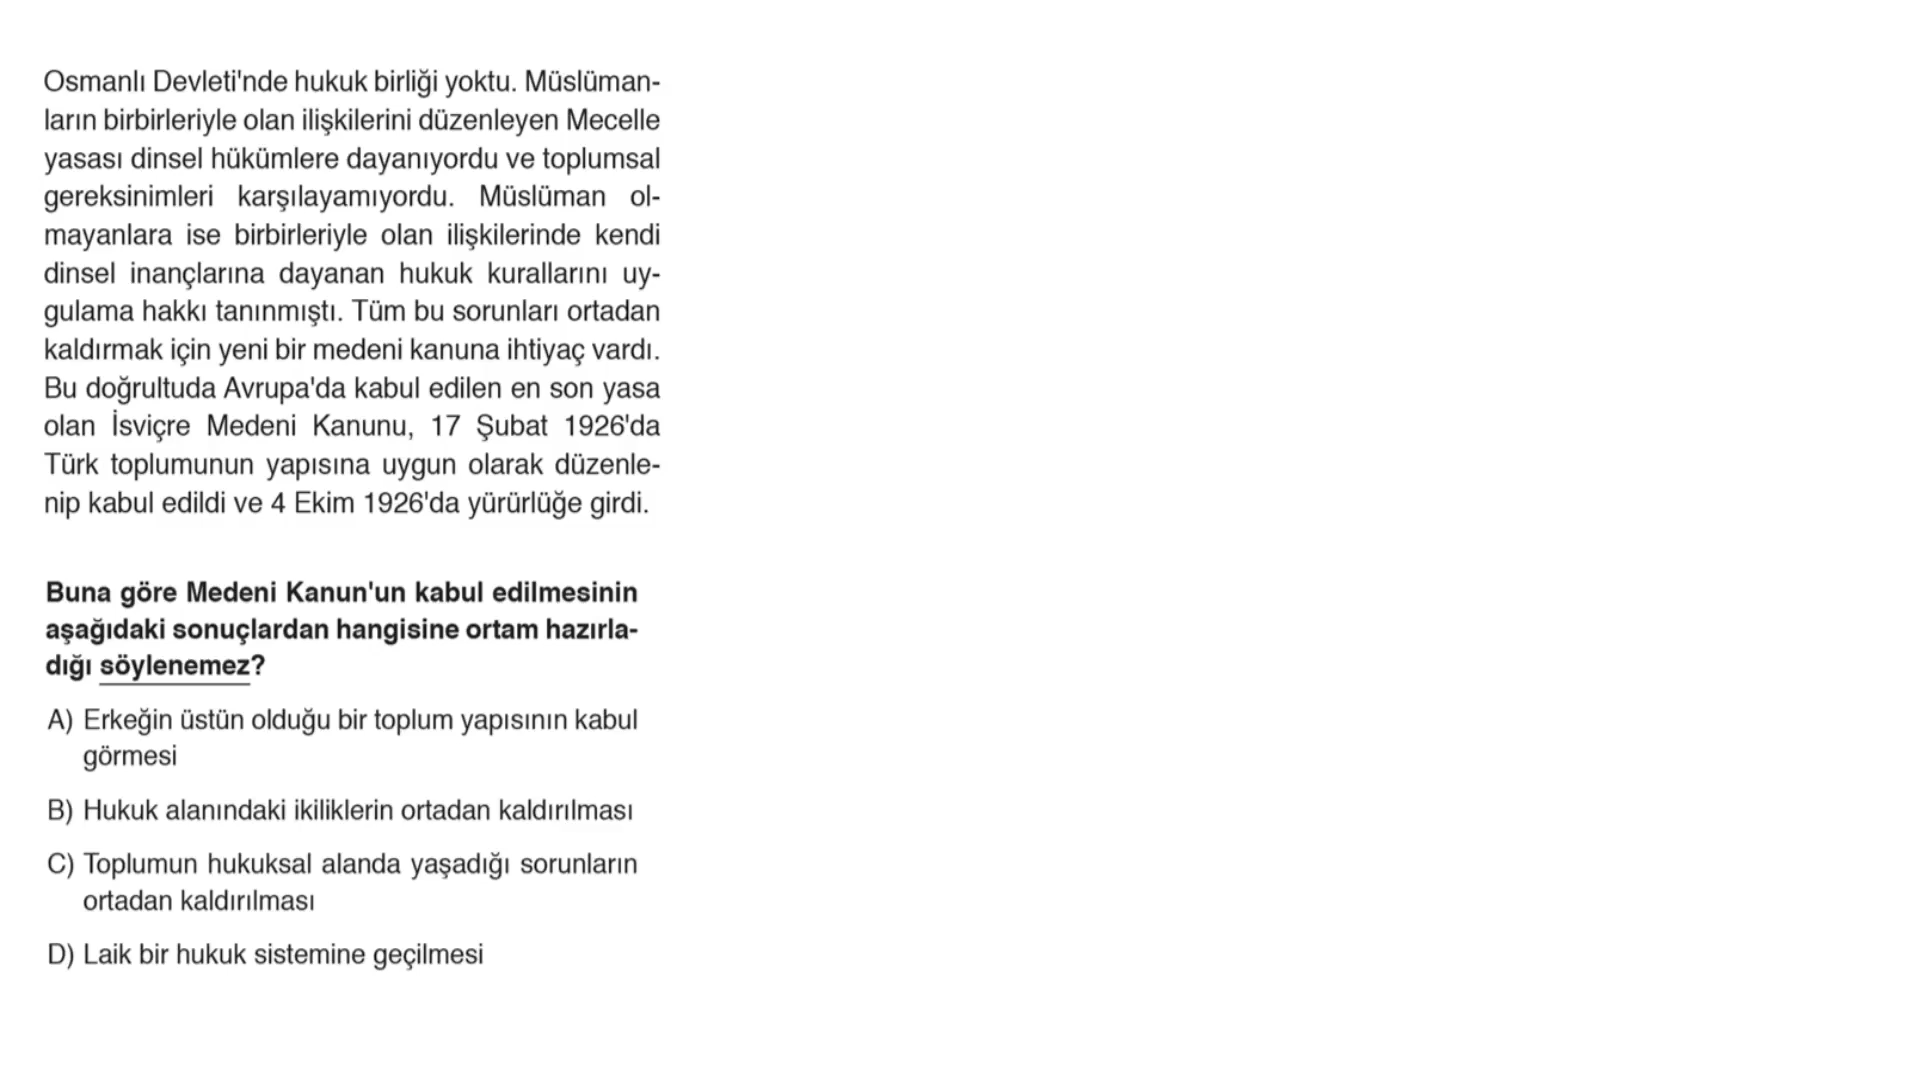 Osmanlı Devleti'nde hukuk birliği yoktu. Müslüman-
ların birbirleriyle olan ilişkilerini düzenleyen Mecelle
yasası dinsel hükümlere dayanıyordu ve toplumsal
gereksinimleri karşılayamıyordu. Müslüman ol-
mayanlara ise birbirleriyle olan ilişkilerinde kendi
dinsel inançlarına dayanan hukuk kurallarını uy-
gulama hakkı tanınmıştı. Tüm bu sorunları ortadan
kaldırmak için yeni bir medeni kanuna ihtiyaç vardı.
Bu doğrultuda Avrupa'da kabul edilen en son yasa
olan İsviçre Medeni Kanunu, 17 Şubat 1926'da
Türk toplumunun yapısına uygun olarak düzenle-
nip kabul edildi ve 4 Ekim 1926'da yürürlüğe girdi.
Buna göre Medeni Kanun'un kabul edilmesinin
aşağıdaki sonuçlardan hangisine ortam hazırla-
dığı söylenemez?
A) Erkeğin üstün olduğu bir toplum yapısının kabul
görmesi
B) Hukuk alanındaki ikiliklerin ortadan kaldırılması
C) Toplumun hukuksal alanda yaşadığı sorunların
ortadan kaldırılması
D) Laik bir hukuk sistemine geçilmesi